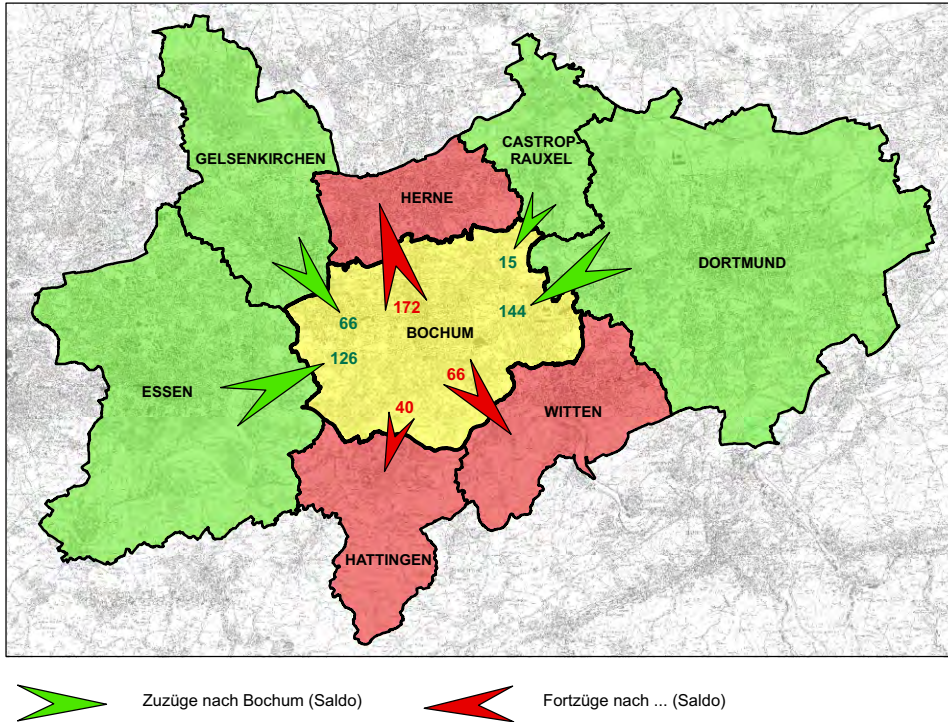 CASTROP-
RAUXEL
GELSENKIRCHEN
HERNE
15
DORTMUND
172
144
66
BOCHUM
126
66
ESSEN
40
WITTEN
HATTINGEN
Zuzüge nach Bochum (Saldo)
Fortzüge nach ... (Saldo)